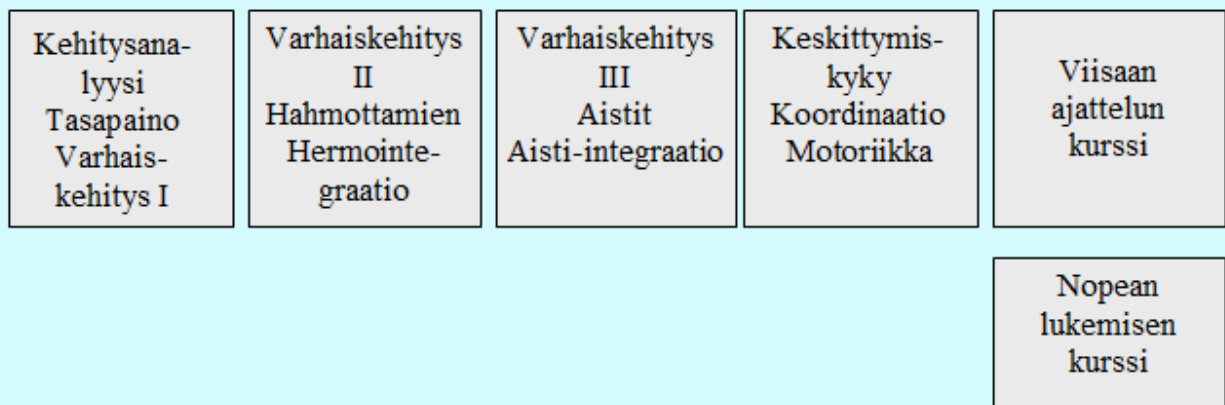 Kehitysana-
lyysi
Tasapaino
Varhais-
kehitys I
Varhaiskehitys
II
Hahmottamien
Hermointe-
graatio
Varhaiskehitys
III
Aistit
Aisti-integraatio
Keskittymis-
kyky
Koordinaatio
Motoriikka
Viisaan
ajattelun
kurssi
Nopean
lukemisen
kurssi